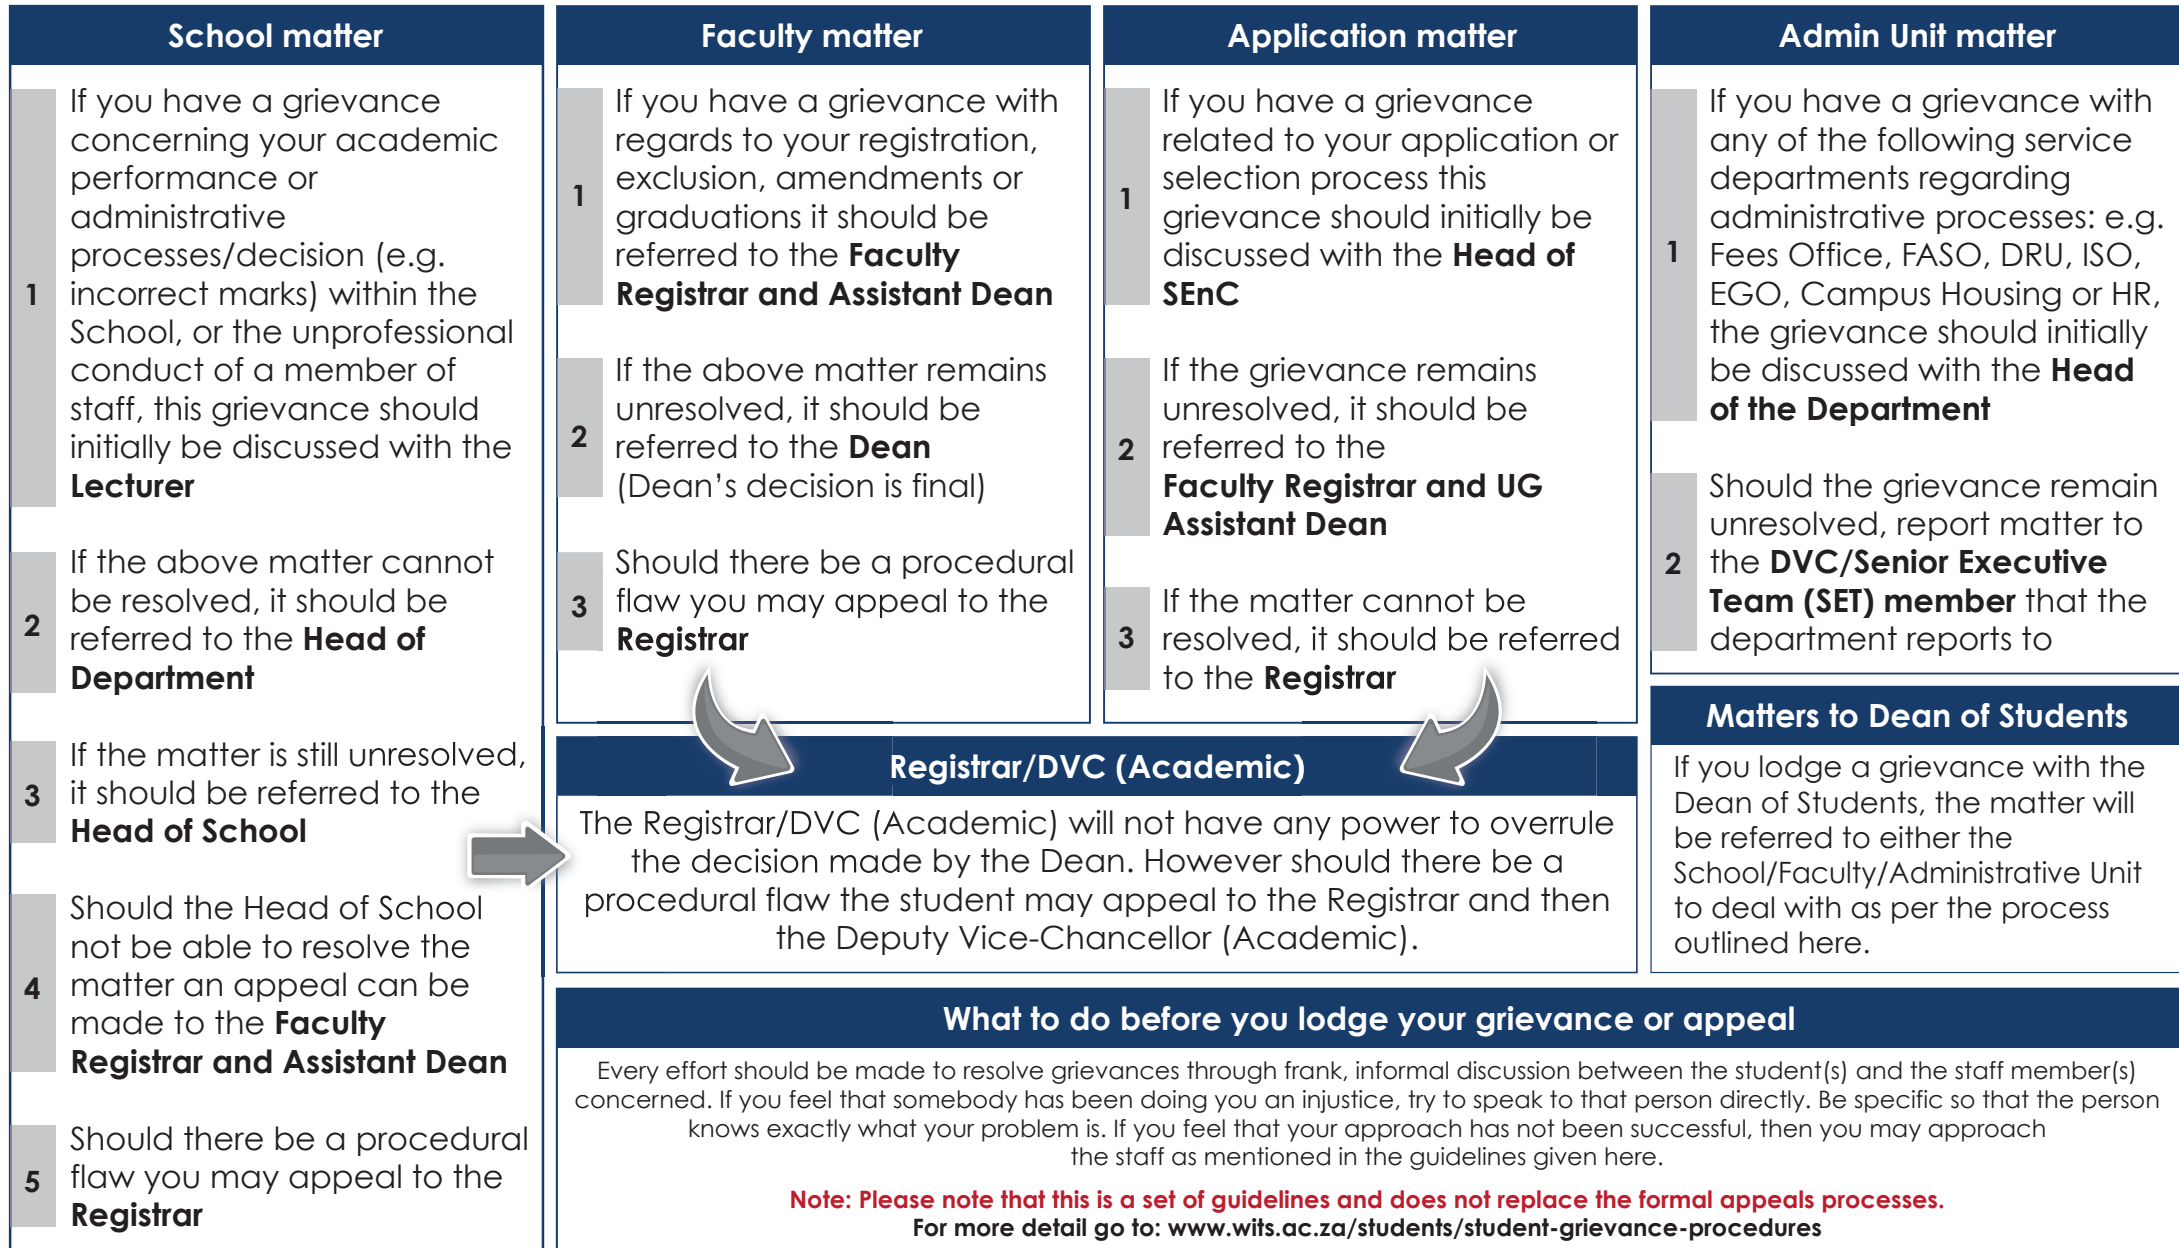 School matter
1
If you have a grievance
concerning your academic
performance or
administrative
processes/decision (e.g.
incorrect marks) within the
School, or the unprofessional
conduct of a member of
staff, this grievance should
initially be discussed with the
Lecturer
2
If the above matter cannot
be resolved, it should be
referred to the Head of
Department
3
If the matter is still unresolved,
it should be referred to the
Head of School
4
Should the Head of School
not be able to resolve the
matter an appeal can be
made to the Faculty
Registrar and Assistant Dean
5
Should there be a procedural
flaw you may appeal to the
Registrar
Faculty matter
1
If you have a grievance with
regards to your registration,
exclusion, amendments or
graduations it should be
referred to the Faculty
Registrar and Assistant Dean
2
If the above matter remains
unresolved, it should be
referred to the Dean
(Dean's decision is final)
3
Should there be a procedural
flaw you may appeal to the
Registrar
Application matter
1
If you have a grievance
related to your application or
selection process this
grievance should initially be
discussed with the Head of
SEnC
2
If the grievance remains
unresolved, it should be
referred to the
Faculty Registrar and UG
Assistant Dean
3
If the matter cannot be
resolved, it should be referred
to the Registrar
Admin Unit matter
1
If you have a grievance with
any of the following service
departments regarding
administrative processes: e.g.
Fees Office, FASO, DRU, ISO,
EGO, Campus Housing or HR,
the grievance should initially
be discussed with the Head
of the Department
2
Should the grievance remain
unresolved, report matter to
the DVC/Senior Executive
Team (SET) member that the
department reports to
Registrar/DVC (Academic)
The Registrar/DVC (Academic) will not have any power to overrule
the decision made by the Dean. However should there be a
procedural flaw the student may appeal to the Registrar and then
the Deputy Vice-Chancellor (Academic).
Matters to Dean of Students
If you lodge a grievance with the
Dean of Students, the matter will
be referred to either the
School/Faculty/Administrative Unit
to deal with as per the process
outlined here.
What to do before you lodge your grievance or appeal
Every effort should be made to resolve grievances through frank, informal discussion between the student(s) and the staff member(s)
concerned. If you feel that somebody has been doing you an injustice, try to speak to that person directly. Be specific so that the person
knows exactly what your problem is. If you feel that your approach has not been successful, then you may approach
the staff as mentioned in the guidelines given here.
Note: Please note that this is a set of guidelines and does not replace the formal appeals processes.
For more detail go to: www.wits.ac.za/students/student-grievance-procedures